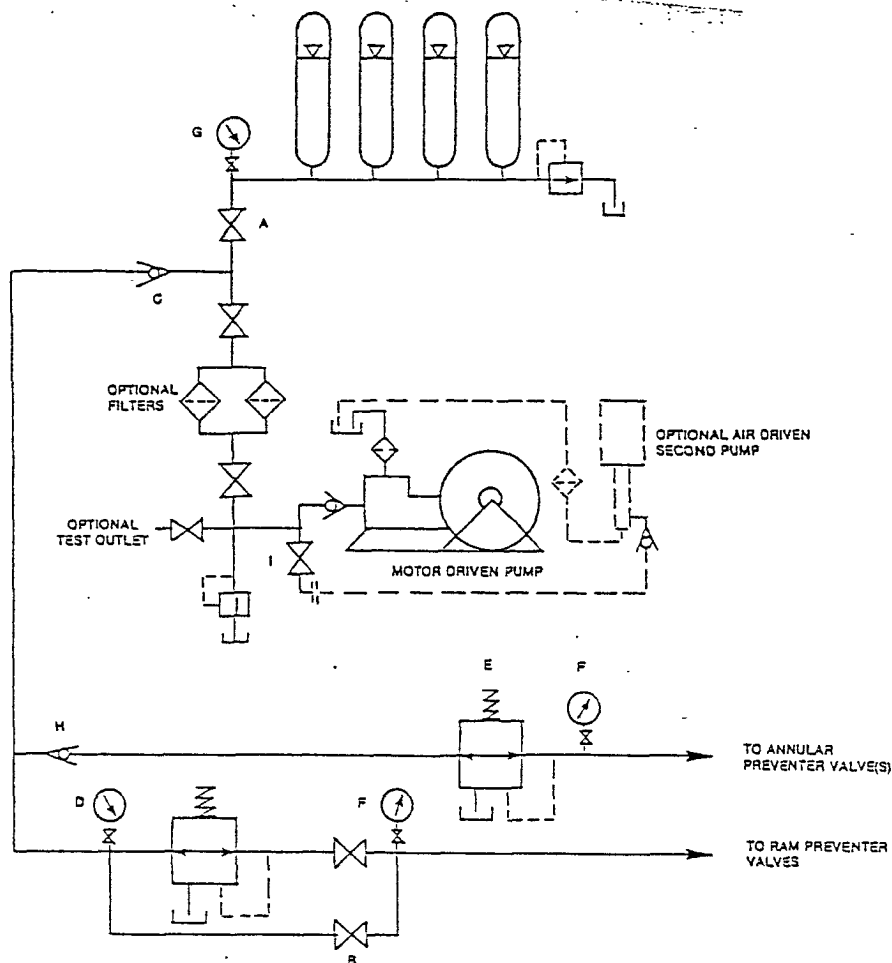 G
A
C
OPTIONAL
FILTERS
OPTIONAL AIR DRIVEN
SECOND PUMP
OPTIONAL
TEST OUTLET
I
MOTOR DRIVEN PUMP
E
F
H
TO ANNULAR
PREVENTER VALVE(S)
D
F
TO RAM PREVENTER
VALVES
B